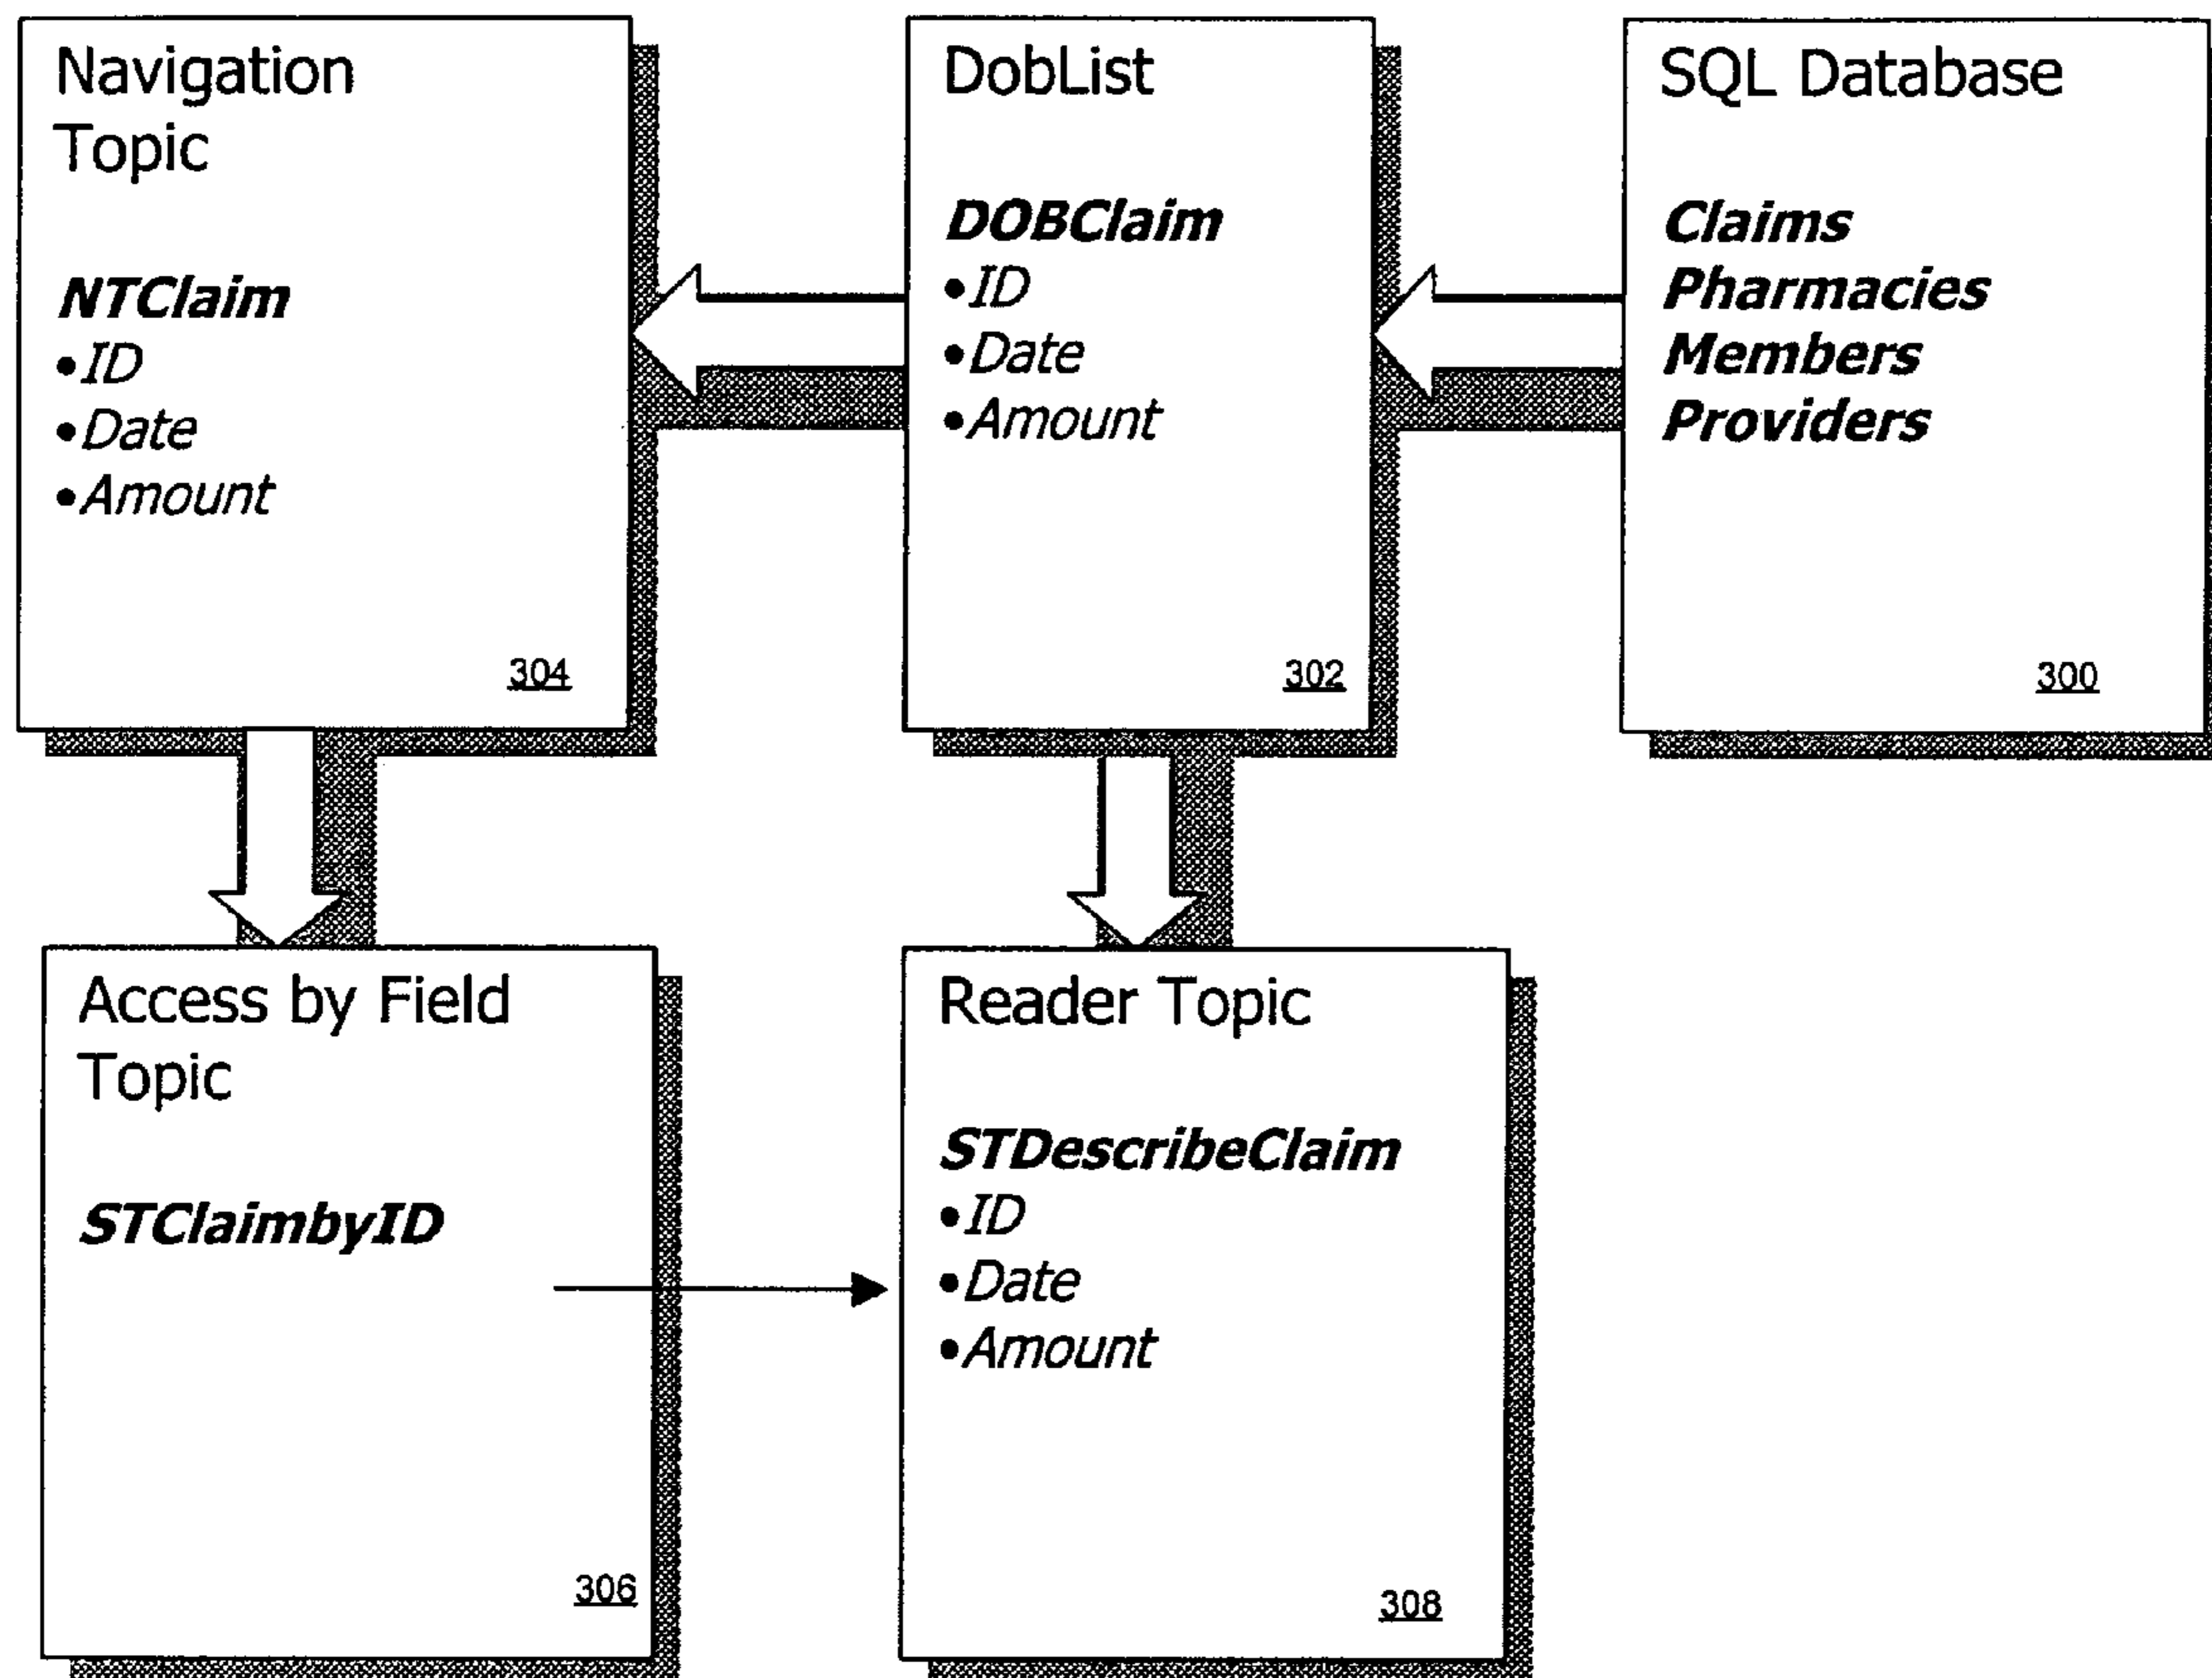 Navigation
Topic
NTClaim
•ID
•Date
•Amount
304
DobList
DOBClaim
•ID
•Date
•Amount
302
SQL Database
Claims
Pharmacies
Members
Providers
300
Access by Field
Topic
STClaimbyID
306
Reader Topic
STDescribeClaim
•ID
•Date
•Amount
308